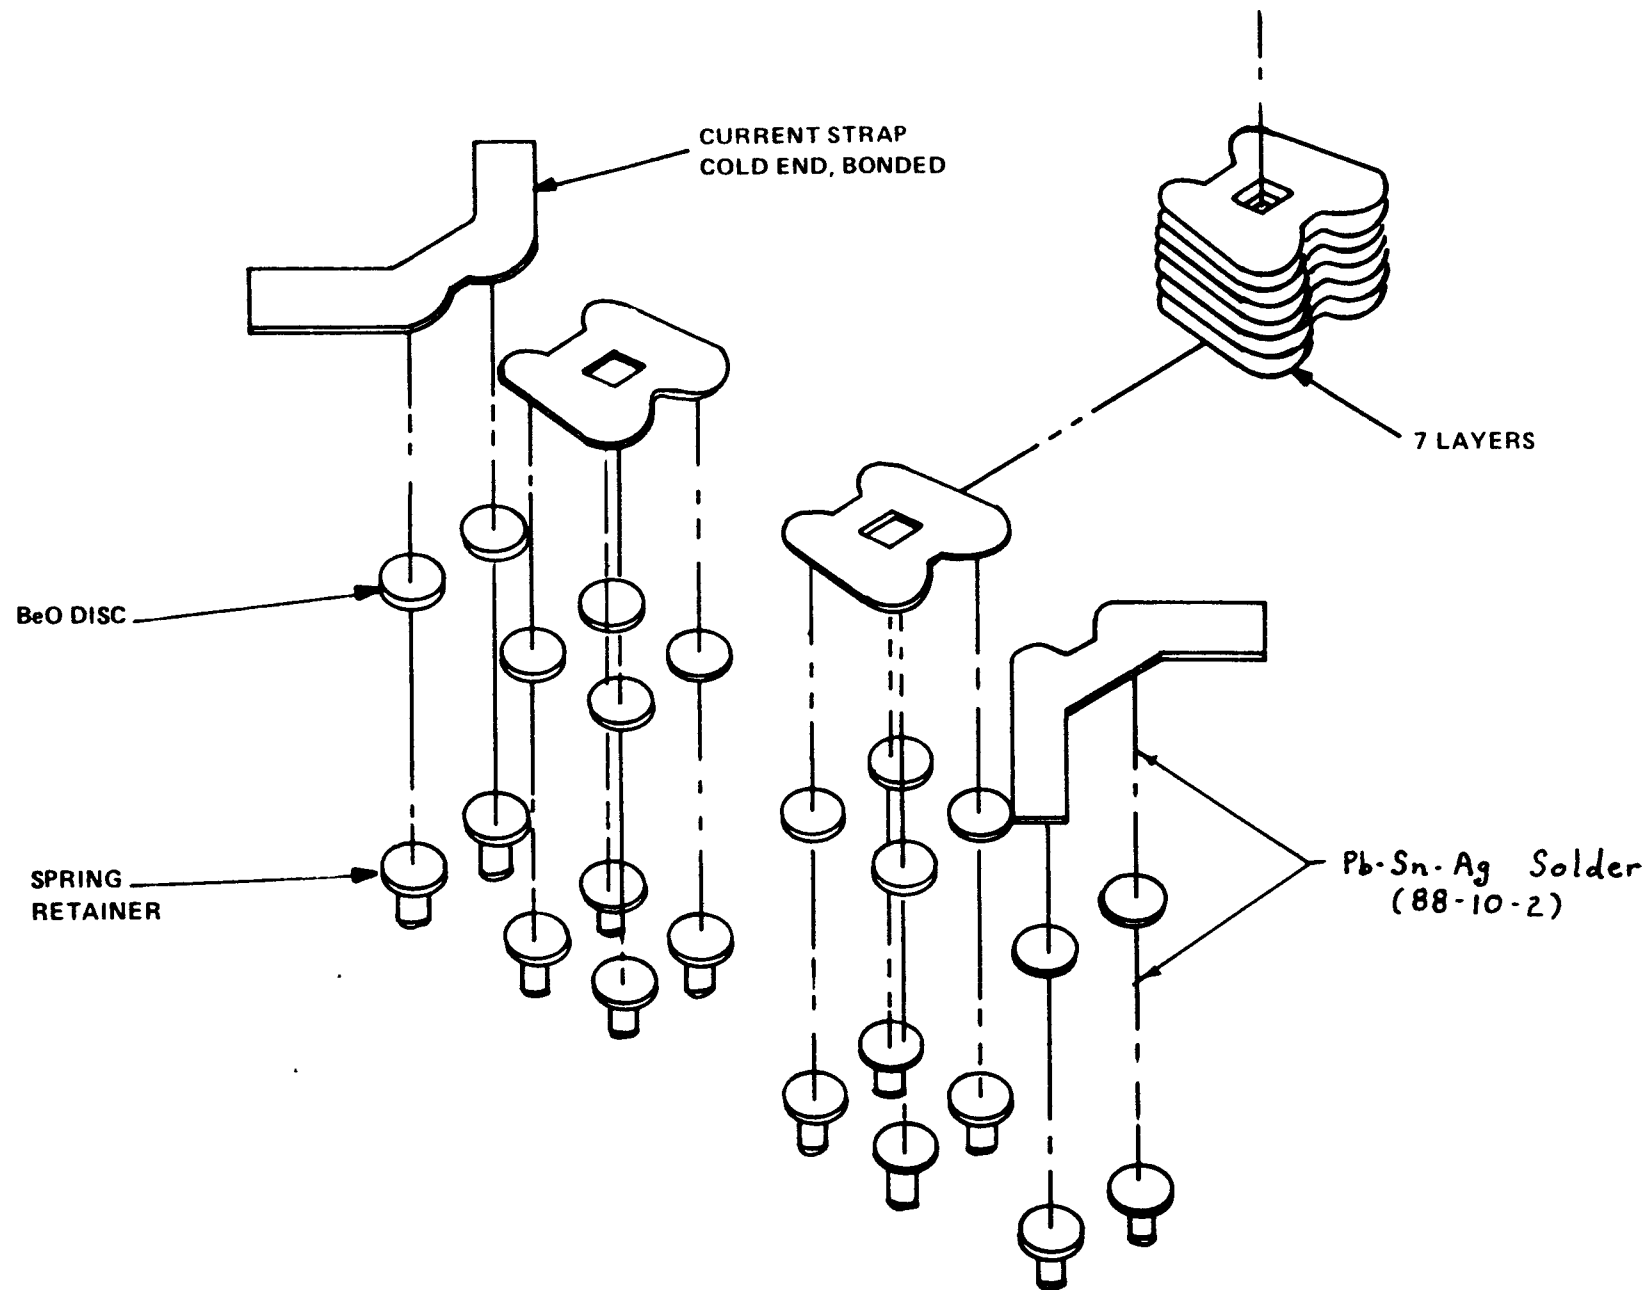 CURRENT STRAP
COLD END, BONDED
7 LAYERS
BeO DISC
SPRING
RETAINER
Pb-Sn-Ag Solder
(88-10-2)